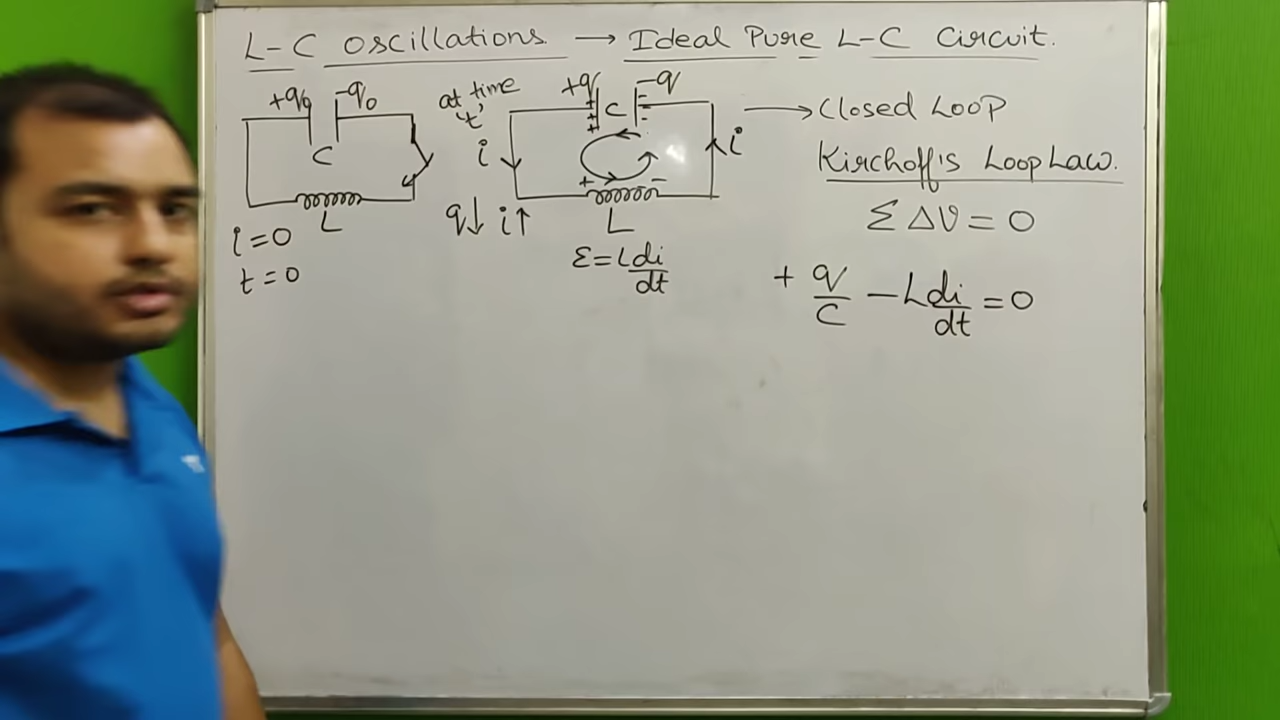 L-C Oscillations → Ideal Pure L-C Circuit.
+q₀ -q₀
C
L
i=0
t=0
at time
't'
+q -q
C
i i
+ -
L
q↓ i↑
ε=L di/dt
→ Closed Loop
Kirchoff's Loop Law.
Σ ΔV = 0
+ q/C - L di/dt = 0